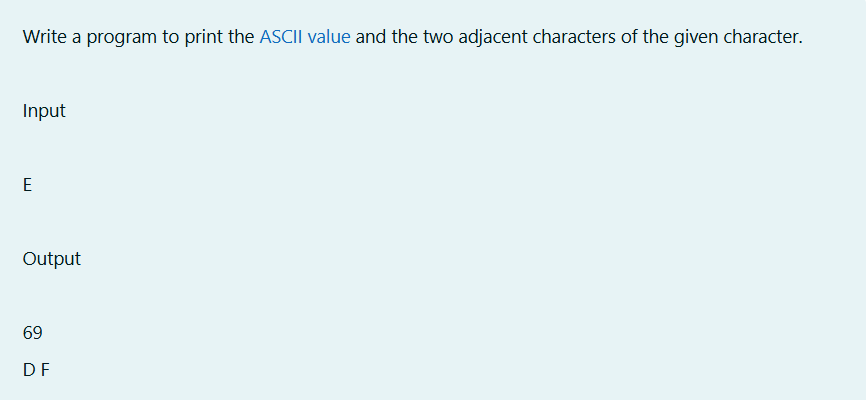 Write a program to print the ASCII value and the two adjacent characters of the given character.
Input
E
Output
69
D F